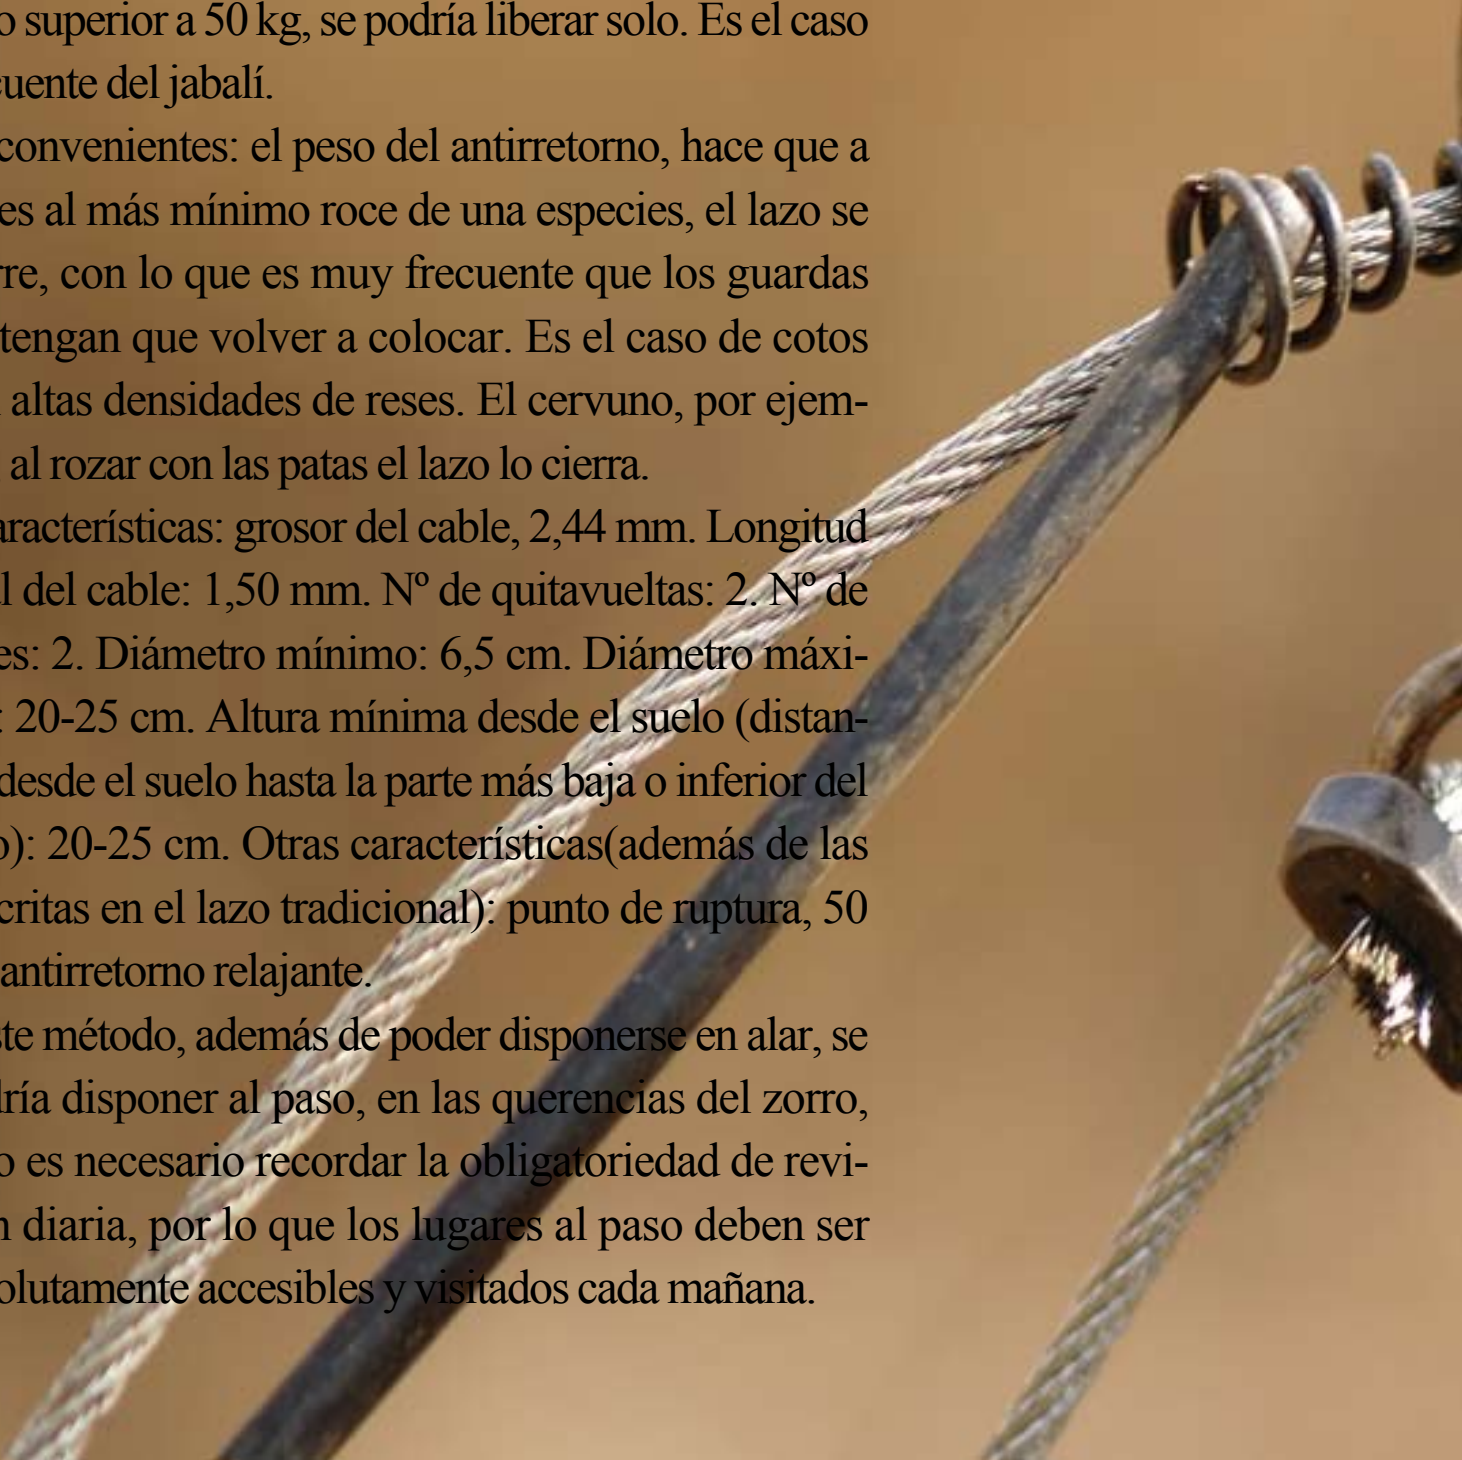 o superior a 50 kg, se podría liberar solo. Es el caso
cuente del jabalí.
convenientes: el peso del antirretorno, hace que a
es al más mínimo roce de una especies, el lazo se
rre, con lo que es muy frecuente que los guardas
tengan que volver a colocar. Es el caso de cotos
altas densidades de reses. El cervuno, por ejem-
al rozar con las patas el lazo lo cierra.
aracterísticas: grosor del cable, 2,44 mm. Longitud
l del cable: 1,50 mm. Nº de quitavueltas: 2. Nº de
es: 2. Diámetro mínimo: 6,5 cm. Diámetro máxi-
: 20-25 cm. Altura mínima desde el suelo (distan-
desde el suelo hasta la parte más baja o inferior del
o): 20-25 cm. Otras características(además de las
critas en el lazo tradicional): punto de ruptura, 50
antirretorno relajante.
ste método, además de poder disponerse en alar, se
dría disponer al paso, en las querencias del zorro,
o es necesario recordar la obligatoriedad de revi-
n diaria, por lo que los lugares al paso deben ser
olutamente accesibles y visitados cada mañana.